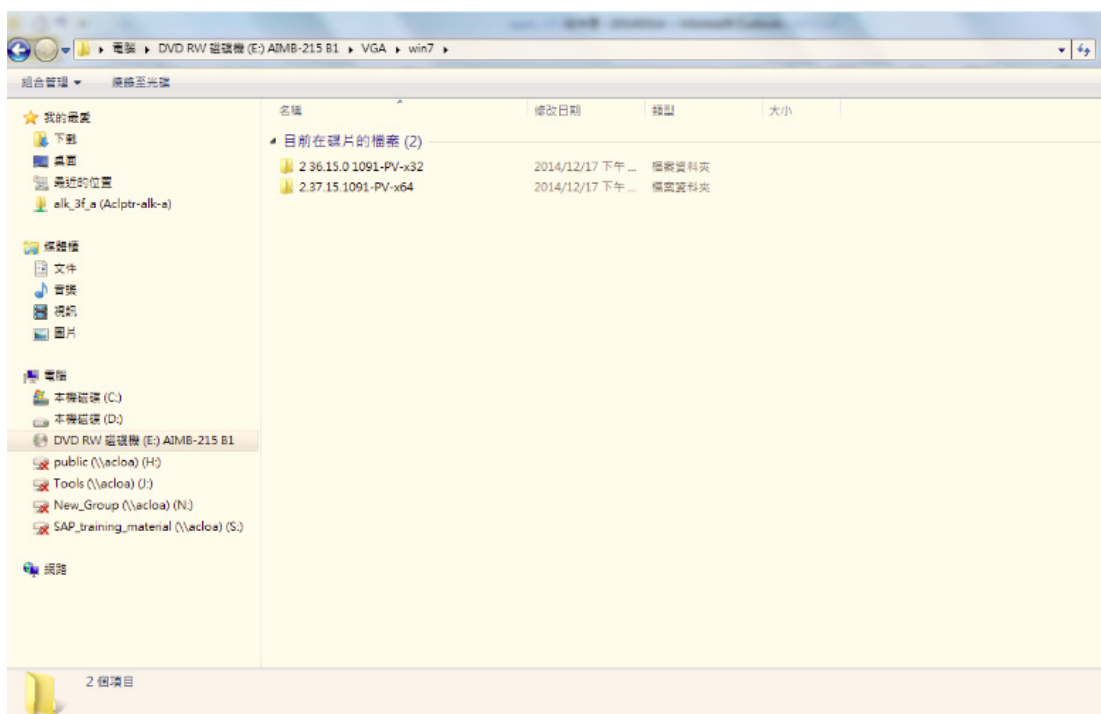 電腦 ▸ DVD RW 磁碟機 (E:) AIMB-215 B1 ▸ VGA ▸ win7 ▸
組合管理 燒錄至光碟
名稱 修改日期 類型 大小
我的最愛
下載
桌面
最近的位置
alk_3f_a (Aclptr-alk-a)
媒體櫃
文件
音樂
視訊
圖片
電腦
本機磁碟 (C:)
本機磁碟 (D:)
DVD RW 磁碟機 (E:) AIMB-215 B1
public (\\acloa) (H:)
Tools (\\acloa) (J:)
New_Group (\\acloa) (N:)
SAP_training_material (\\acloa) (S:)
網路
目前在碟片的檔案 (2)
2 36.15.0 1091-PV-x32 2014/12/17 下午 ... 檔案資料夾
2.37.15.1091-PV-x64 2014/12/17 下午 ... 檔案資料夾
2 個項目